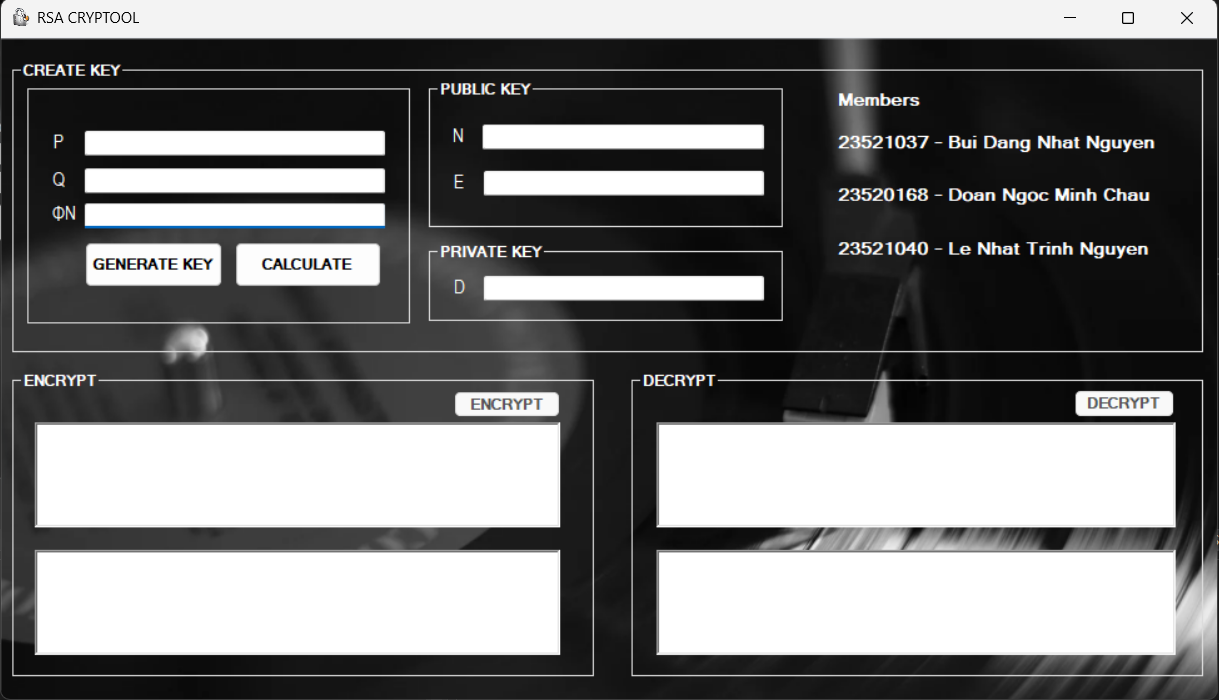 RSA CRYPTOOL
CREATE KEY
P
Q
ΦN
GENERATE KEY
CALCULATE
PUBLIC KEY
N
E
PRIVATE KEY
D
Members
23521037 - Bui Dang Nhat Nguyen
23520168 - Doan Ngoc Minh Chau
23521040 - Le Nhat Trinh Nguyen
ENCRYPT
ENCRYPT
DECRYPT
DECRYPT